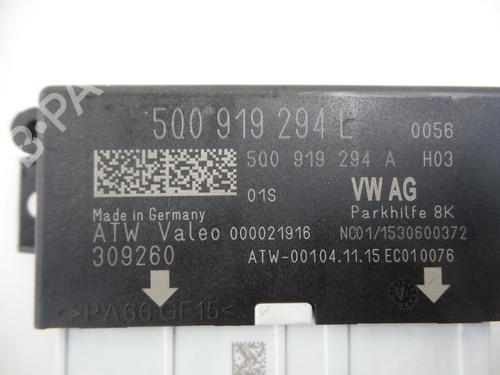 5Q0 919 294 L 0056
5Q0 919 294 A H03
01S VW AG
Made in Germany Parkhilfe 8K
ATW Valeo 000021916 NC01/1530600372
309260 ATW-00104.11.15 EC010076
>PA66-GF15<